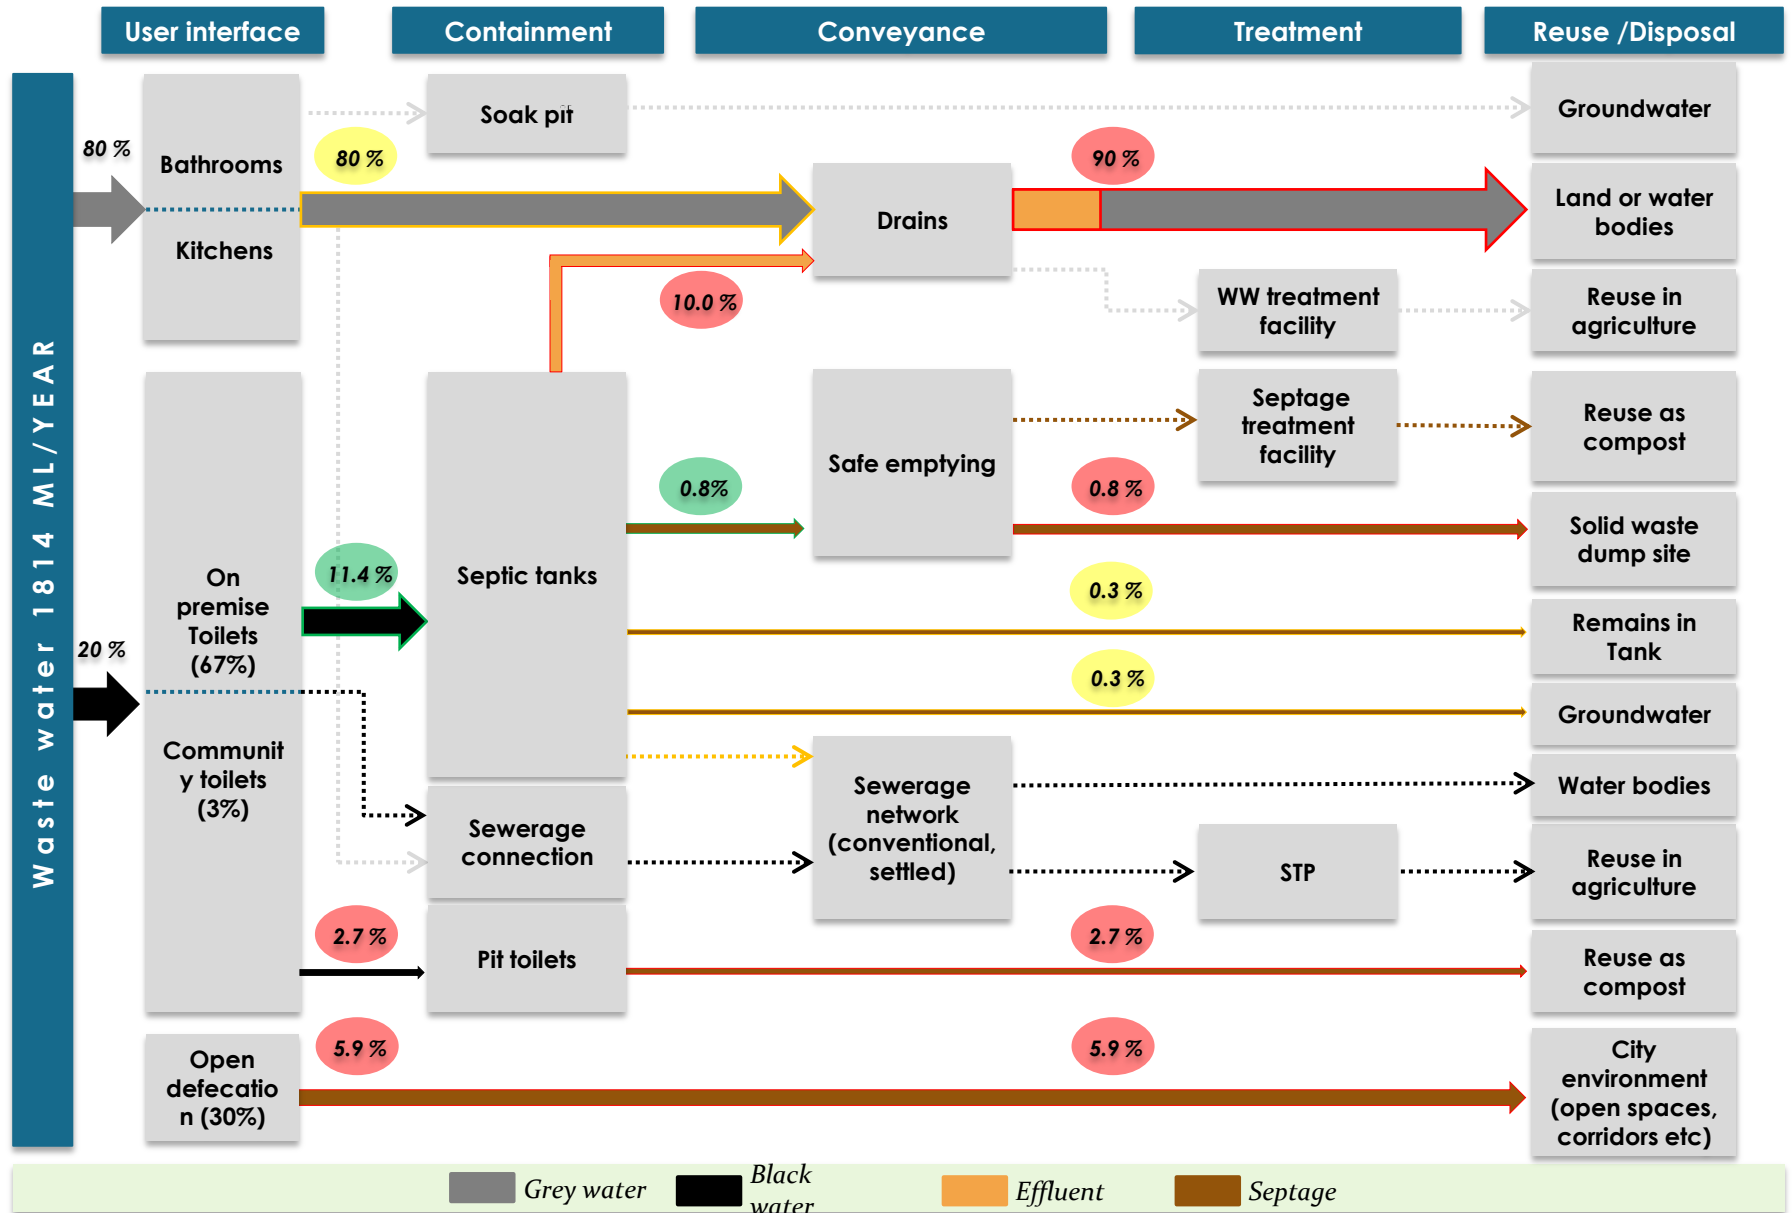 User interface
Containment
Conveyance
Treatment
Reuse /Disposal
Waste water 1814 ML/YEAR
80 %
20 %
Bathrooms
Kitchens
On
premise
Toilets
(67%)
Communit
y toilets
(3%)
Open
defecatio
n (30%)
80 %
11.4 %
2.7 %
5.9 %
Soak pit
Septic tanks
Sewerage
connection
Pit toilets
10.0 %
0.8%
Drains
Safe emptying
Sewerage
network
(conventional,
settled)
90 %
0.8 %
0.3 %
0.3 %
2.7 %
5.9 %
WW treatment
facility
Septage
treatment
facility
STP
Groundwater
Land or water
bodies
Reuse in
agriculture
Reuse as
compost
Solid waste
dump site
Remains in
Tank
Groundwater
Water bodies
Reuse in
agriculture
Reuse as
compost
City
environment
(open spaces,
corridors etc)
Grey water
Black
water
Effluent
Septage